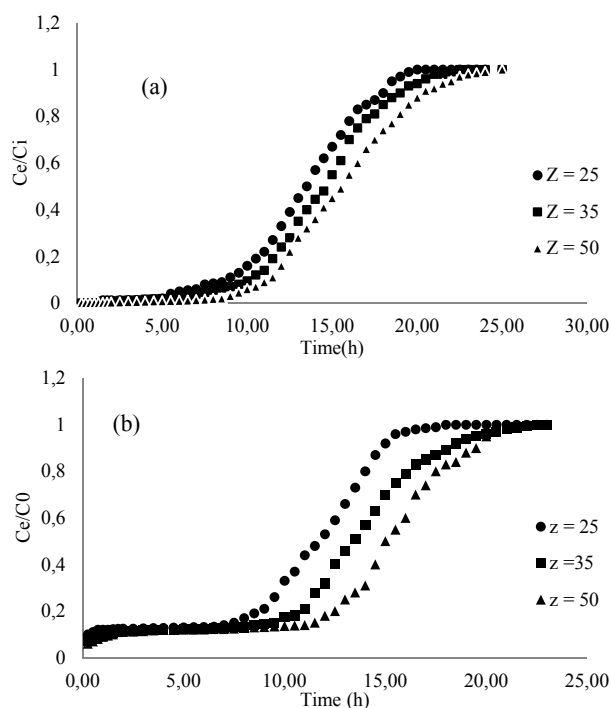 1,2
1
0,8
0,6
0,4
0,2
0
Ce/Ci
(a)
Z = 25
Z = 35
Z = 50
0,00 5,00 10,00 15,00 20,00 25,00 30,00
Time(h)
1,2
1
0,8
0,6
0,4
0,2
0
Ce/C0
(b)
z = 25
z =35
z = 50
0,00 5,00 10,00 15,00 20,00 25,00
Time (h)